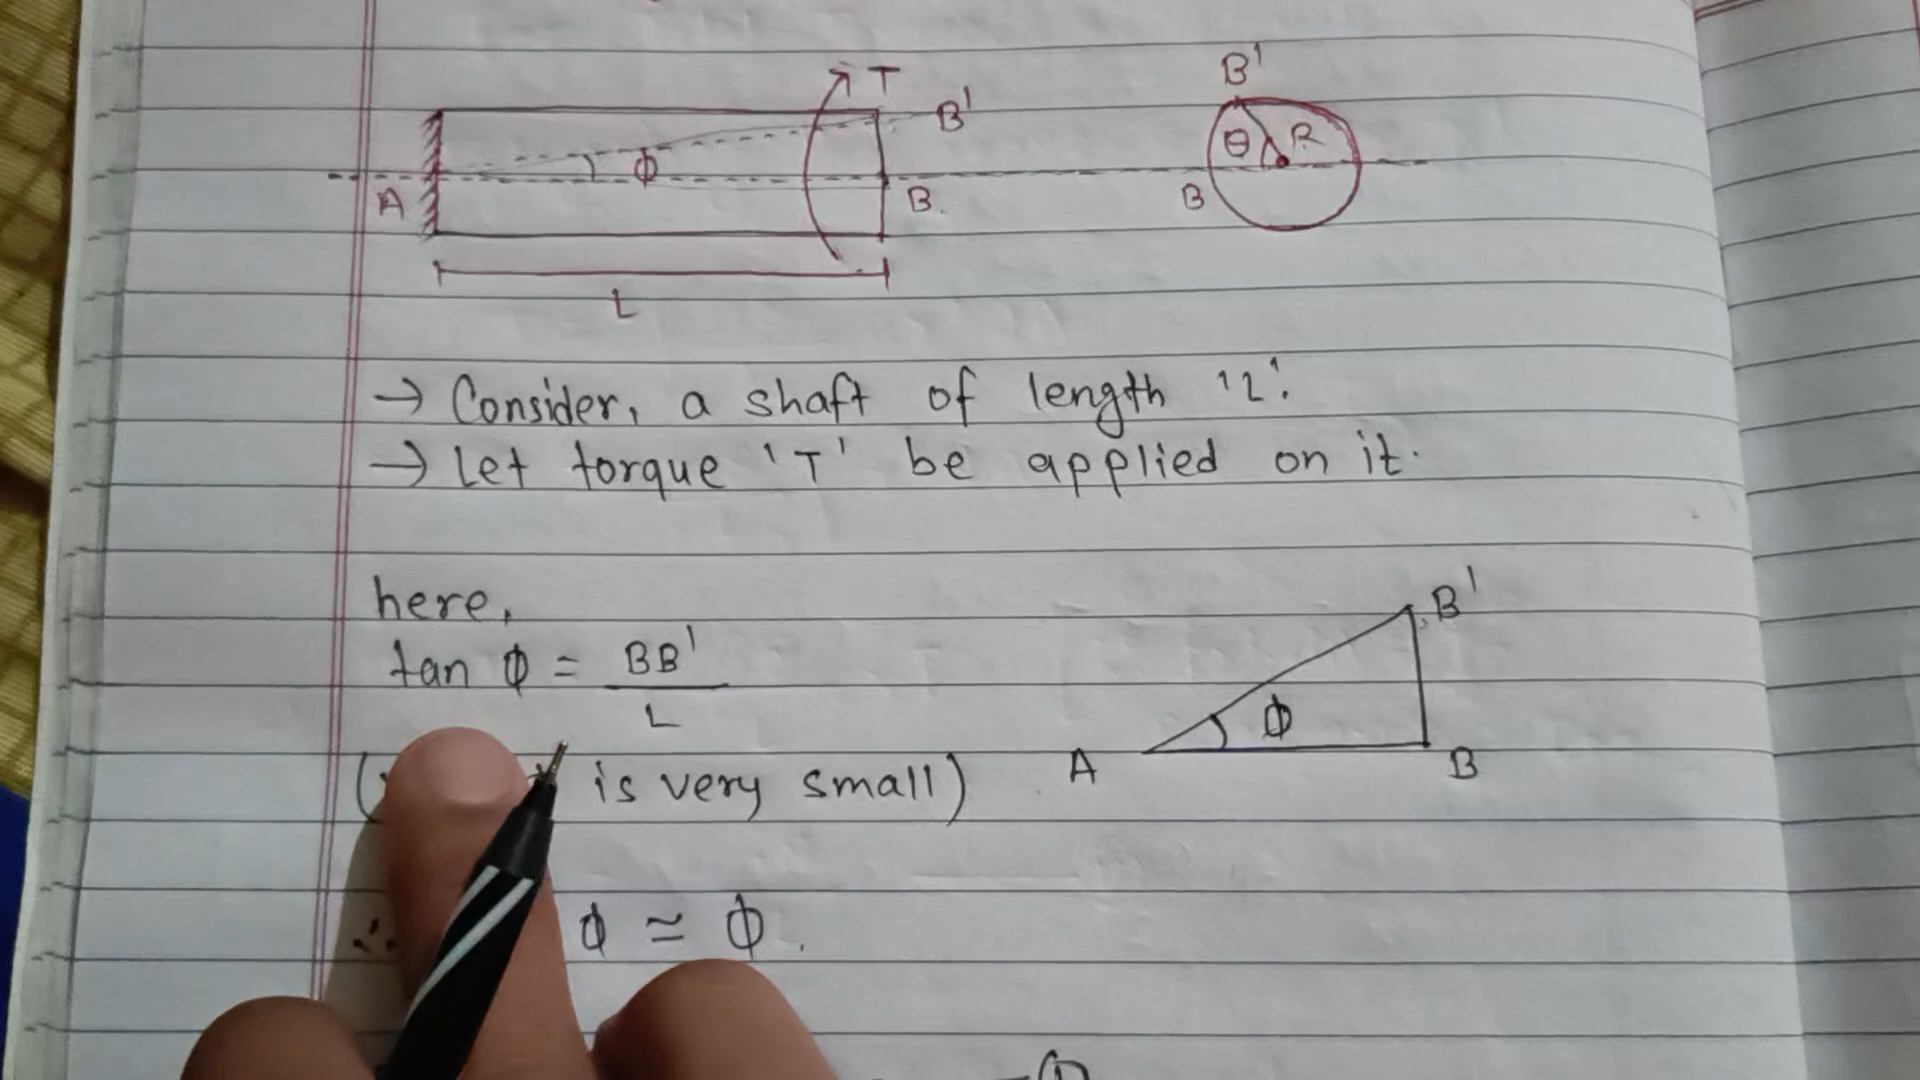 T
B'
B'
Φ
θ R
A
B.
B
L
→ Consider, a shaft of length 'L'.
→ Let torque 'T' be applied on it.
here,
tan Φ = BB' / L
B'
Φ
A
B
( is very small)
∴ Φ ≃ Φ.